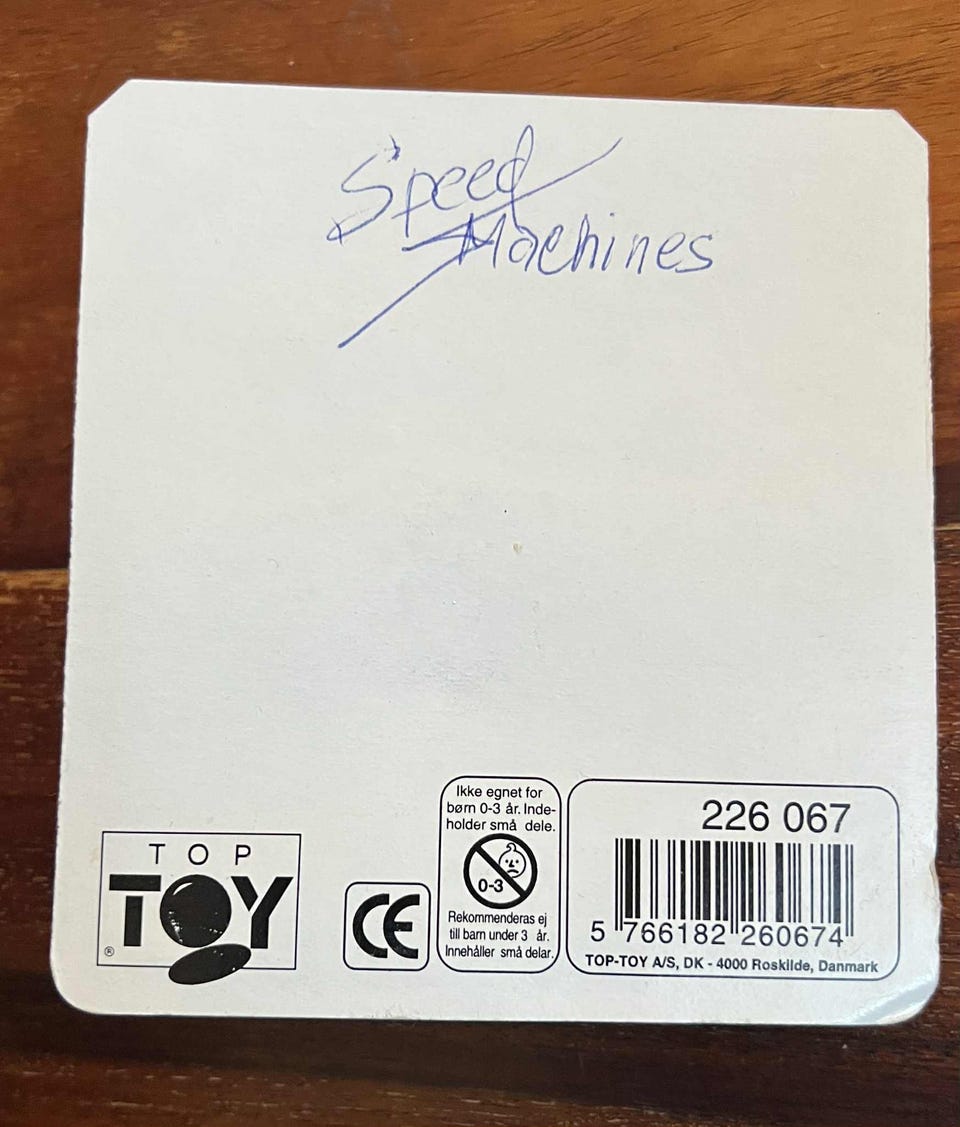 Speed
Machines
TOP
TOY
®
CE
Ikke egnet for
børn 0-3 år. Inde-
holder små dele.
0-3
Rekommenderas ej
till barn under 3 år.
Innehåller små delar.
226 067
5 766182 260674
TOP-TOY A/S, DK - 4000 Roskilde, Danmark